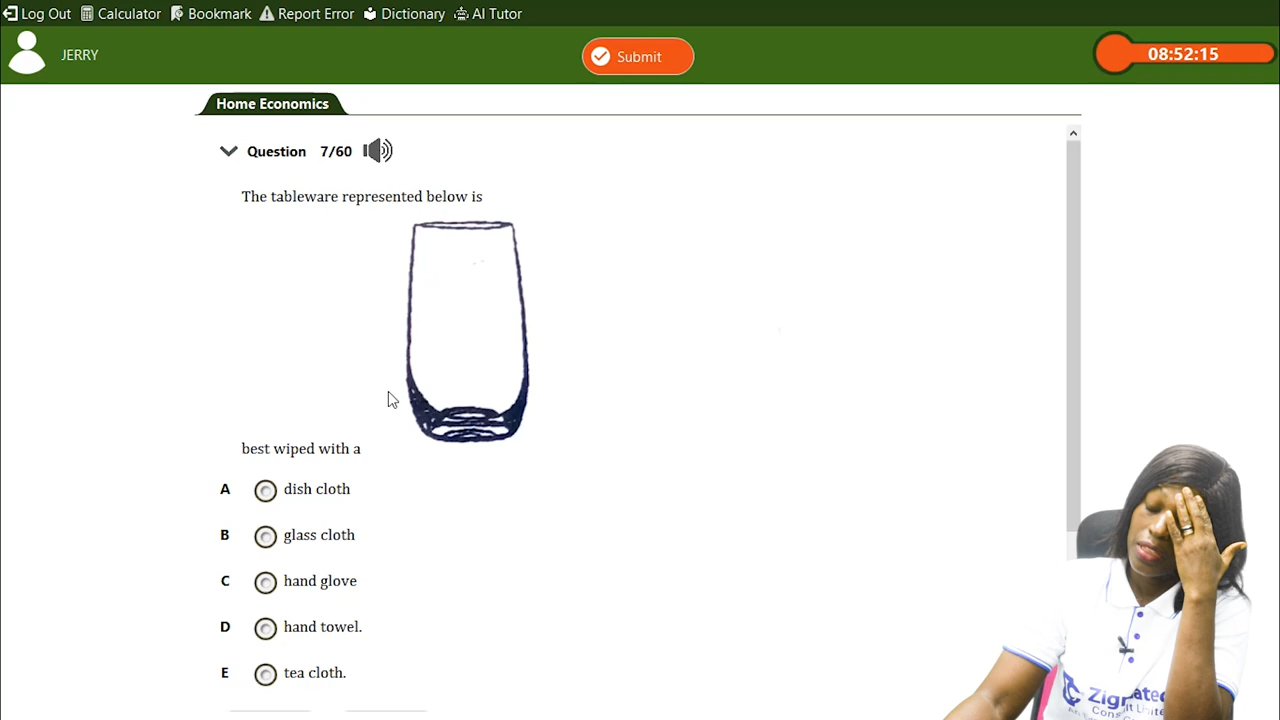 Log Out Calculator Bookmark Report Error Dictionary AI Tutor
JERRY
Submit
08:52:15
Home Economics
Question 7/60
The tableware represented below is
best wiped with a
A dish cloth
B glass cloth
C hand glove
D hand towel.
E tea cloth.